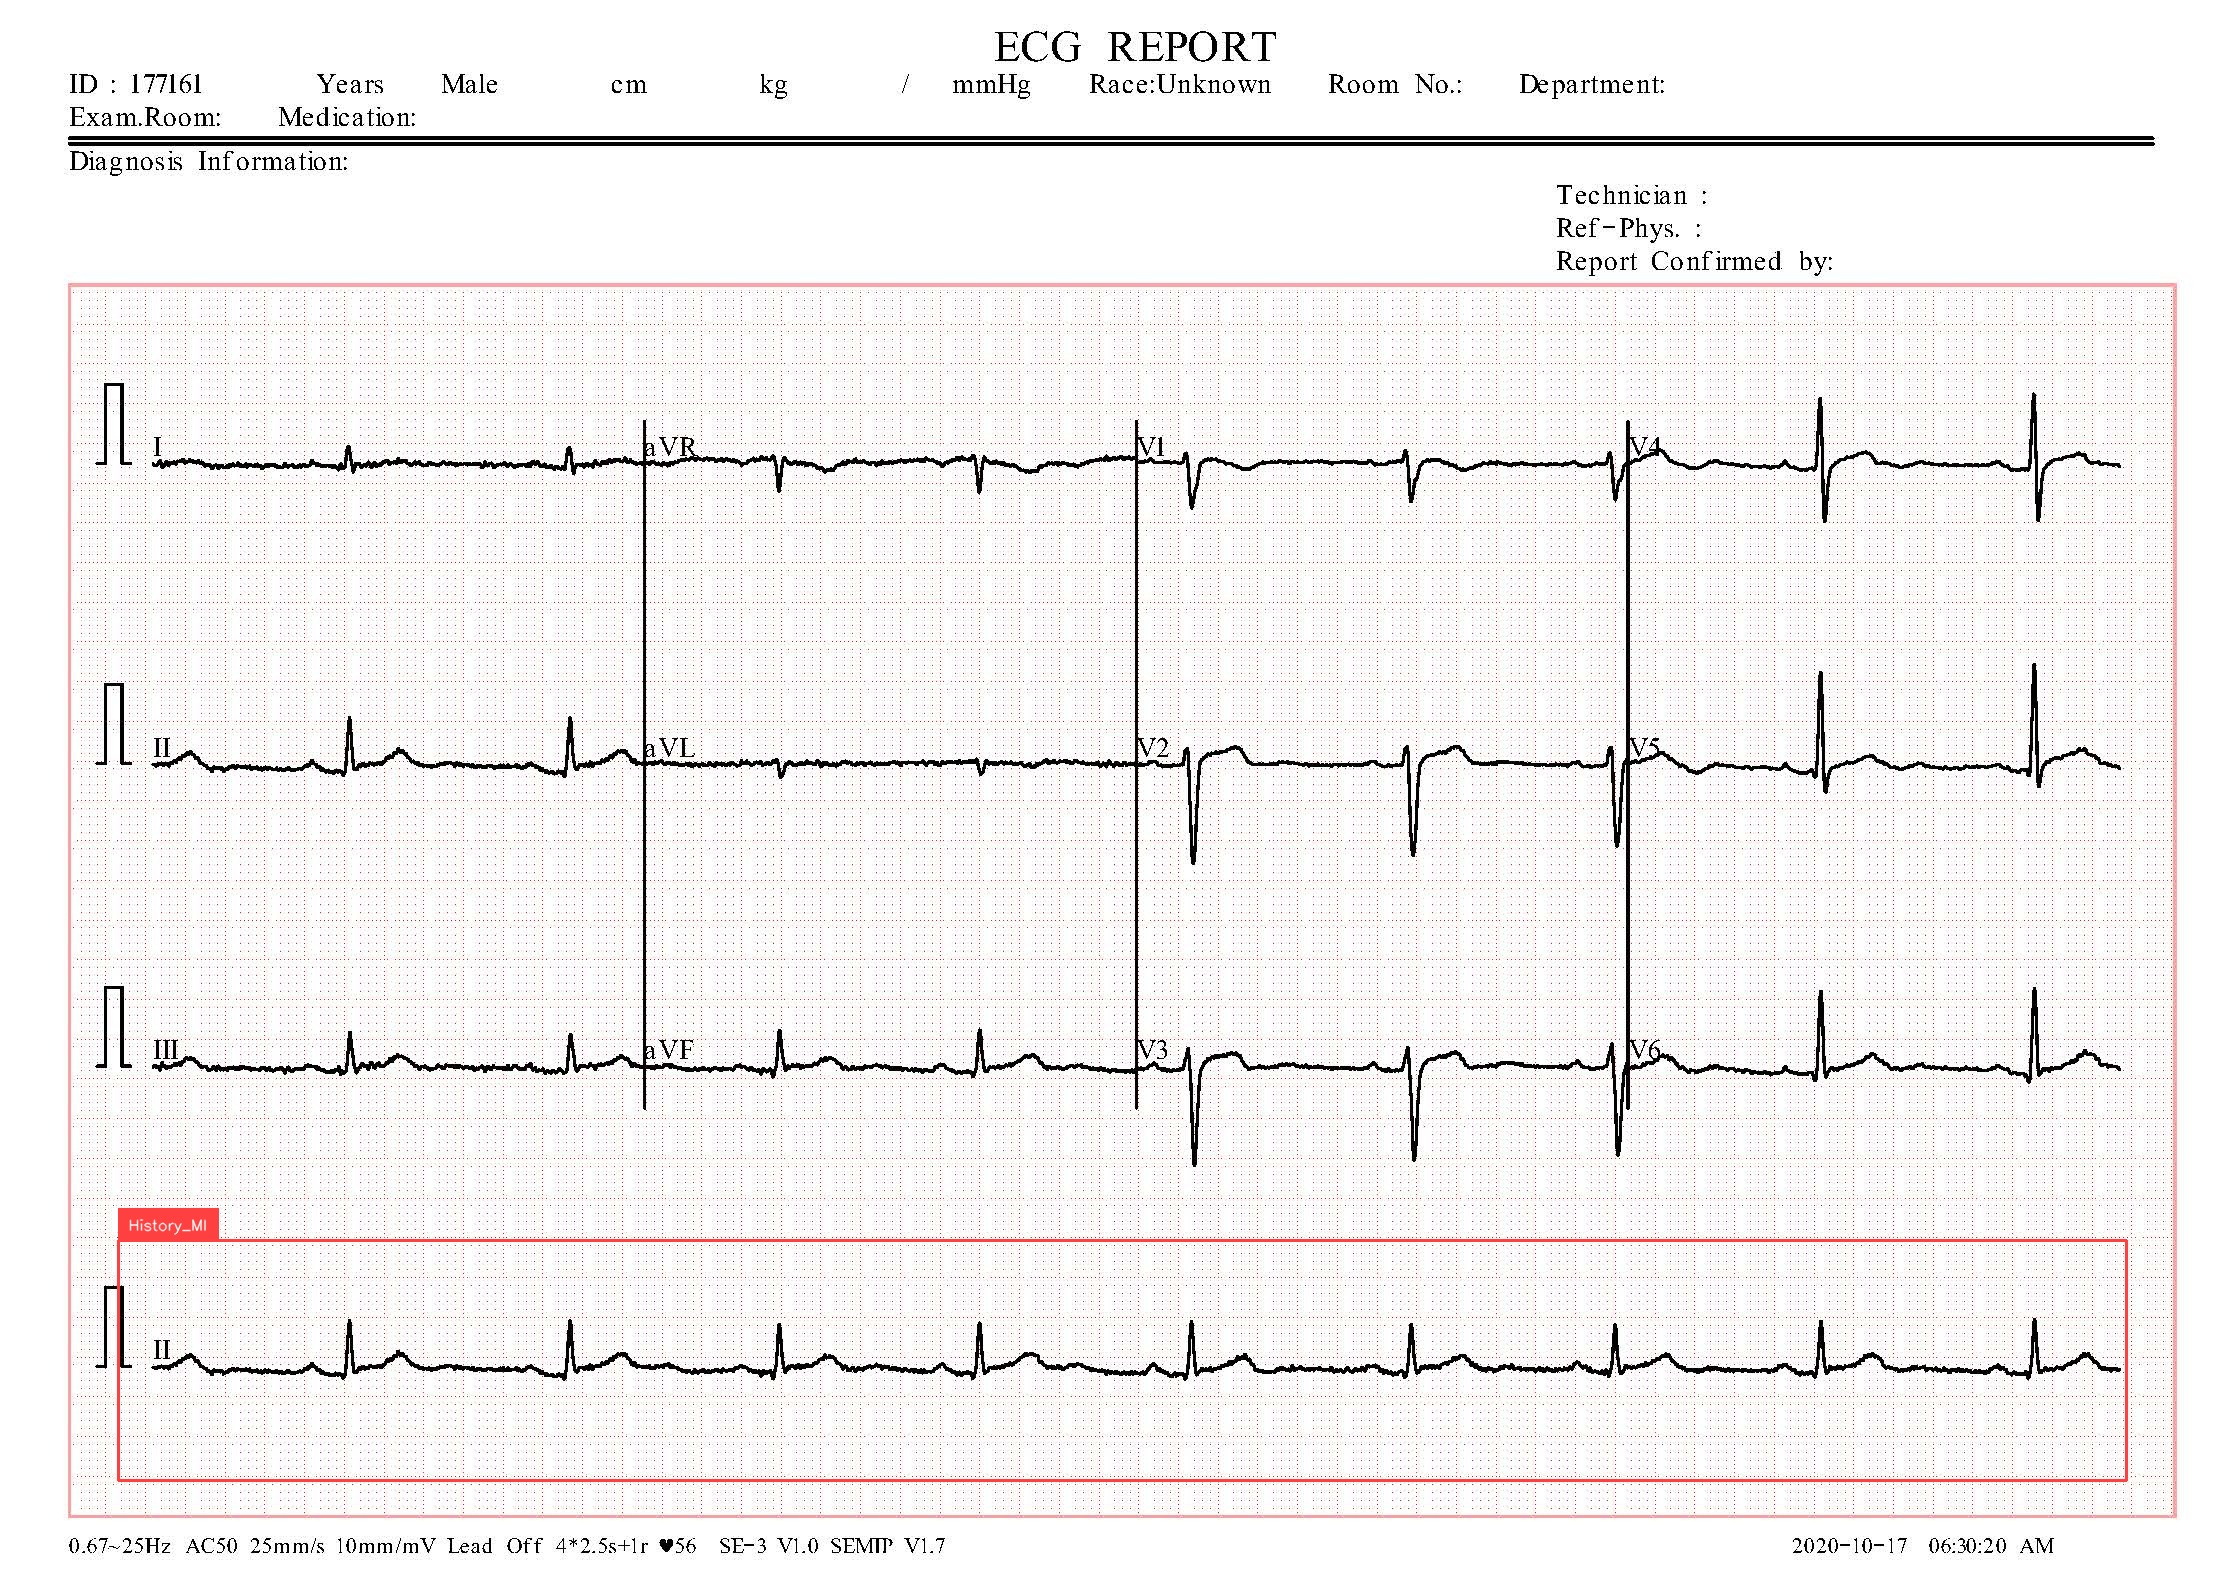 ECG REPORT
ID : 177161 Years Male cm kg / mmHg Race:Unknown Room No.: Department:
Exam.Room: Medication:
Diagnosis Information:
Technician :
Ref-Phys. :
Report Confirmed by:
I aVR V1 V4
II aVL V2 V5
III aVF V3 V6
History_MI
II
0.67~25Hz AC50 25mm/s 10mm/mV Lead Off 4*2.5s+1r ♥56 SE-3 V1.0 SEMIP V1.7 2020-10-17 06:30:20 AM